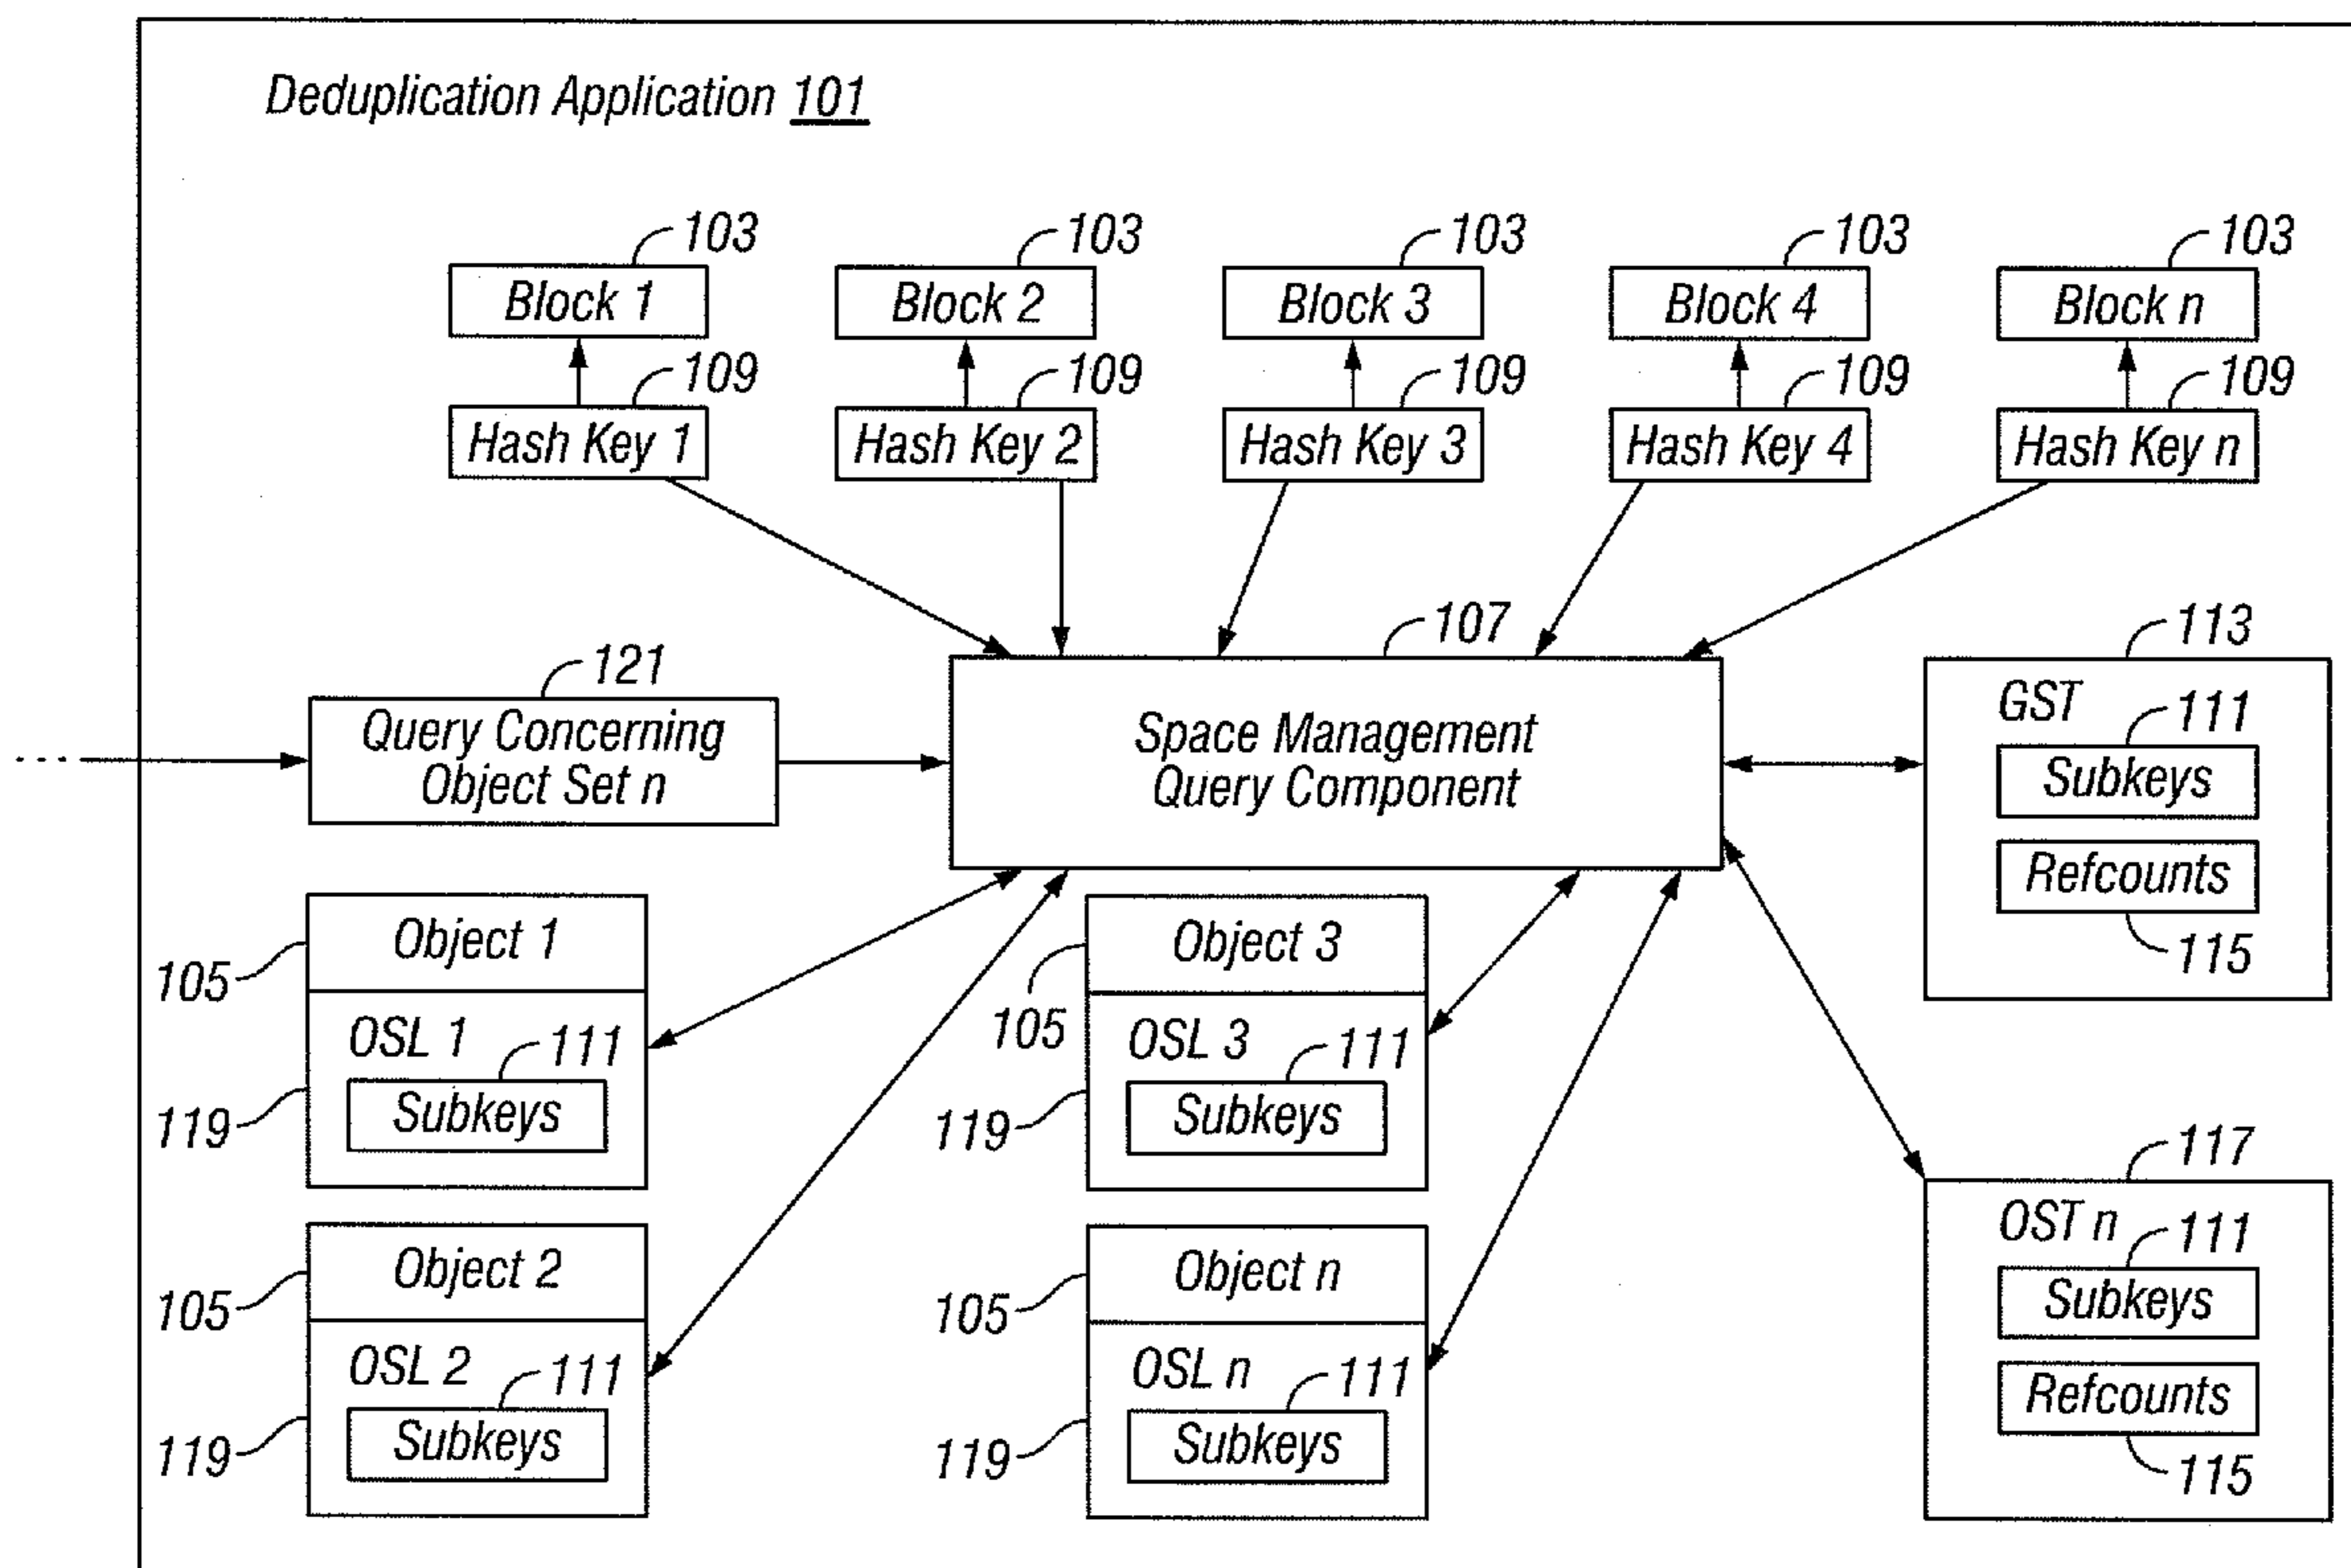 Deduplication Application 101
103 103 103 103 103
Block 1 Block 2 Block 3 Block 4 Block n
109 109 109 109 109
Hash Key 1 Hash Key 2 Hash Key 3 Hash Key 4 Hash Key n
121
Query Concerning
Object Set n
107
Space Management
Query Component
113
GST
111
Subkeys
Refcounts
115
Object 1
105
OSL 1
111
119
Subkeys
Object 3
105
OSL 3
111
119
Subkeys
Object 2
105
OSL 2
111
119
Subkeys
Object n
105
OSL n
111
119
Subkeys
117
OST n
111
Subkeys
Refcounts
115